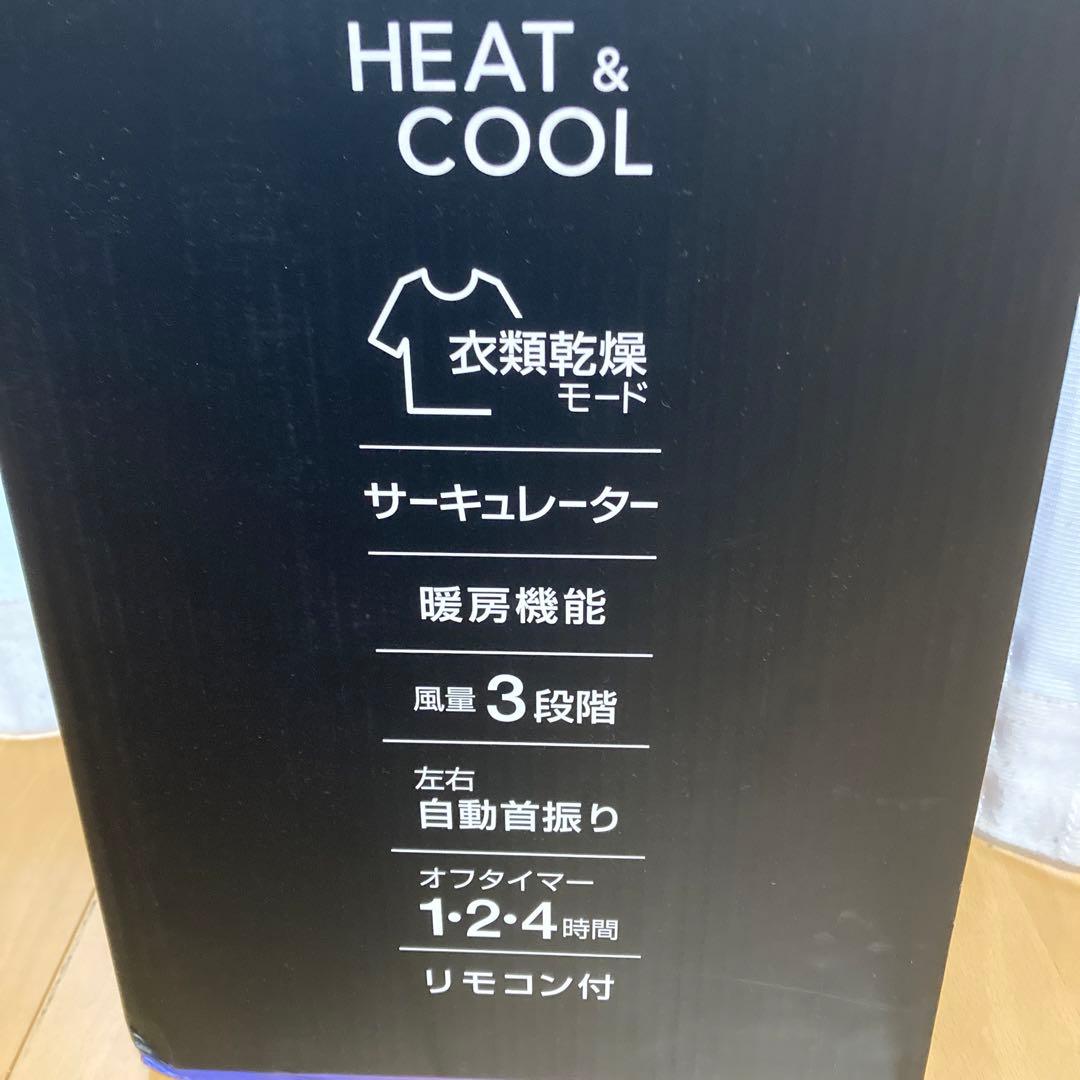 HEAT &
COOL
衣類乾燥
モード
サーキュレーター
暖房機能
風量 3段階
左右
自動首振り
オフタイマー
1・2・4時間
リモコン付